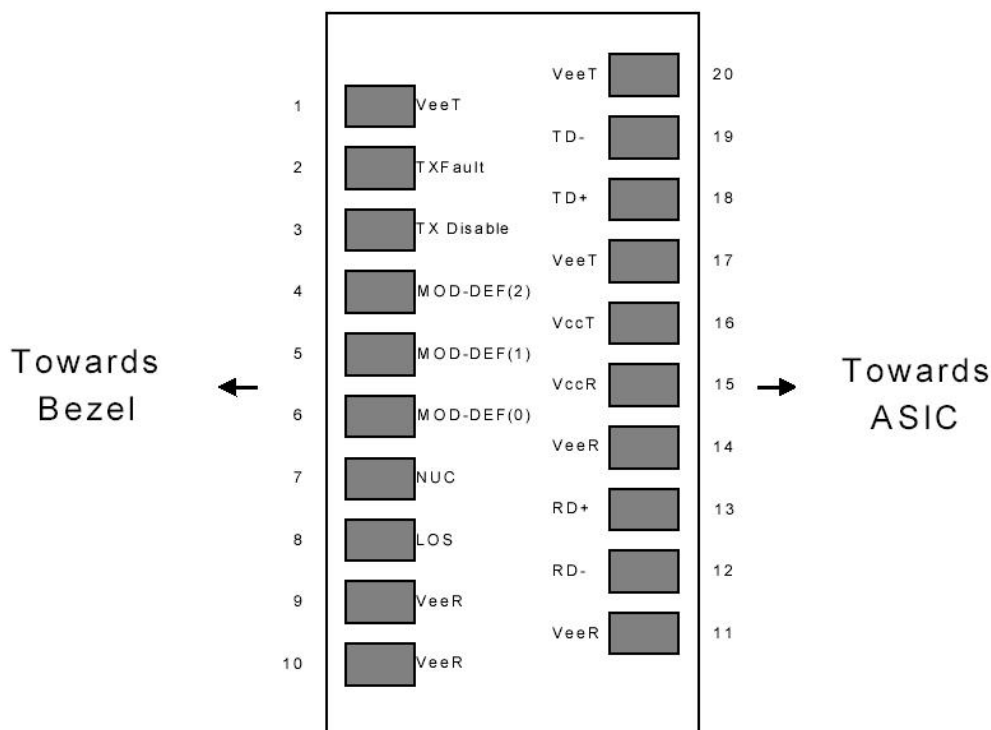 VeeT 20
1 VeeT
TD- 19
2 TXFault
TD+ 18
3 TX Disable
VeeT 17
4 MOD-DEF(2)
VccT 16
5 MOD-DEF(1)
Towards
Bezel
VccR 15
Towards
ASIC
6 MOD-DEF(0)
VeeR 14
7 NUC
RD+ 13
8 LOS
RD- 12
9 VeeR
VeeR 11
10 VeeR